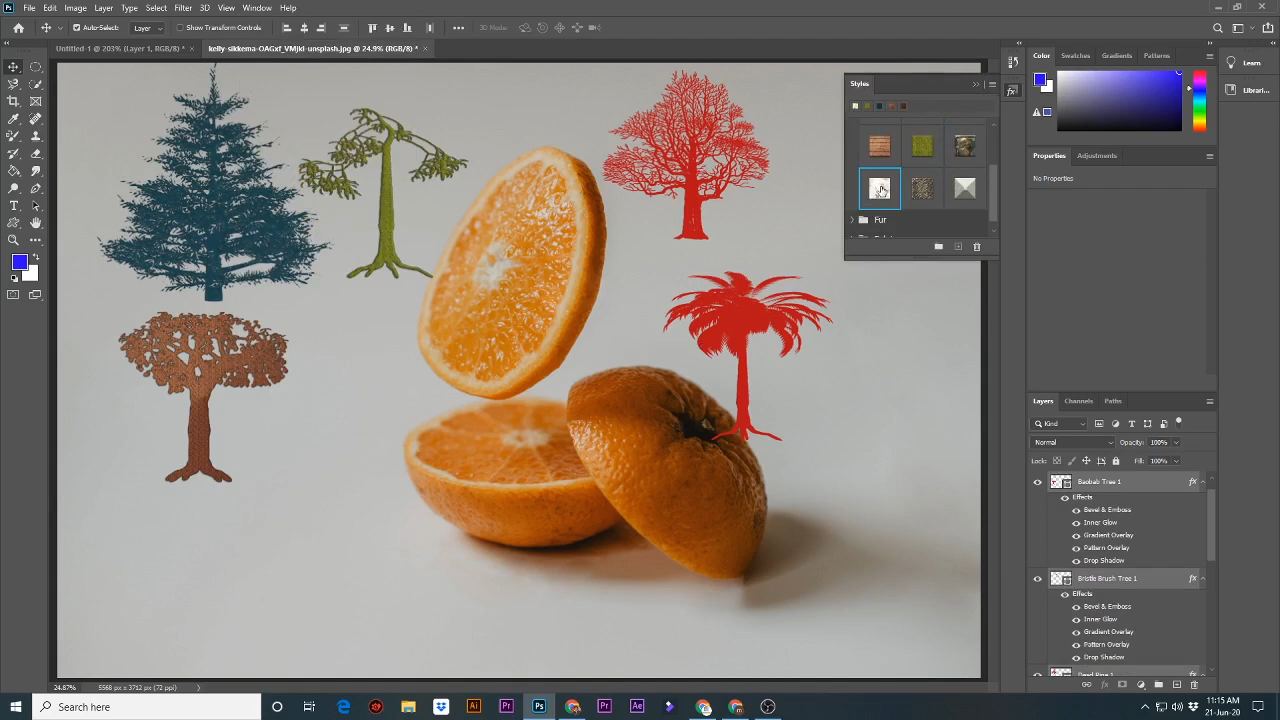 File Edit Image Layer Type Select Filter 3D View Window Help
Auto-Select: Layer Show Transform Controls 3D Mode:
Untitled-1 @ 203% (Layer 1, RGB/8) * × kelly-sikkema-OAGxf_VMjkI-unsplash.jpg @ 24.9% (RGB/8) * ×
Color Swatches Gradients Patterns
Learn
Librari...
Styles
Fur
Properties Adjustments
No Properties
Layers Channels Paths
Kind
Normal Opacity: 100%
Lock: Fill: 100%
Baobab Tree 1 fx
Effects
Bevel & Emboss
Inner Glow
Gradient Overlay
Pattern Overlay
Drop Shadow
Bristle Brush Tree 1 fx
Effects
Bevel & Emboss
Inner Glow
Gradient Overlay
Pattern Overlay
Drop Shadow
24.87% 5568 px x 3712 px (72 ppi)
Search here
11:15 AM
21-Jun-20